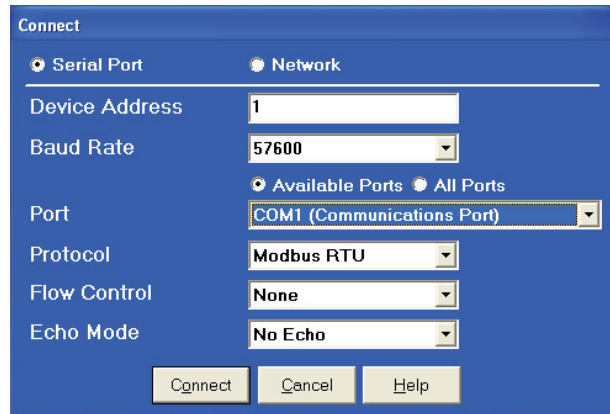 Connect
Serial Port Network
Device Address 1
Baud Rate 57600
Available Ports All Ports
Port COM1 (Communications Port)
Protocol Modbus RTU
Flow Control None
Echo Mode No Echo
Connect Cancel Help